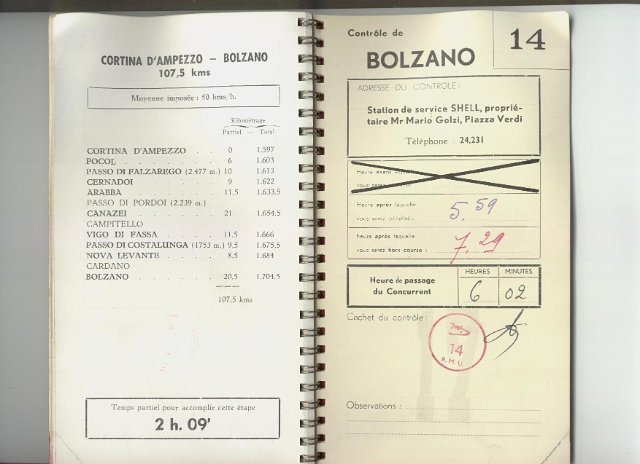 CORTINA D'AMPEZZO – BOLZANO
107.5 kms
Moyenne imposée : 50 kms/h.
Kilométrage
Partiel — Total
CORTINA D'AMPEZZO . . 0 1.597
POCOL . . . . . 6 1.603
PASSO DI FALZAREGO (2.477 m.) 10 1.613
CERNADOI . . . . 9 1.622
ARABBA . . . . 11.5 1.633.5
PASSO DI PORDOI (2.239 m.)
CANAZEI . . . . 21 1.654.5
CAMPITELLO
VIGO DI FASSA . . . 11.5 1.666
PASSO DI COSTALUNGA (1753 m.) 9.5 1.675.5
NOVA LEVANTE . . . 8.5 1.684
CARDANO
BOLZANO . . . . 20.5 1.704.5
107.5 kms
Temps partiel pour accomplir cette étape
2 h. 09'
Contrôle de
BOLZANO
14
ADRESSE DU CONTROLE :
Station de service SHELL, proprié-
taire Mr Mario Golzi, Piazza Verdi
Téléphone : 24,231
Heure avant
vous serez
Heure après laquelle
vous serez pénalisé :
5.59
Heure après laquelle
vous serez hors course :
7.29
Heure de passage
du Concurrent
HEURES MINUTES
6 02
Cachet du contrôle :
14
R.M.U.
Observations :